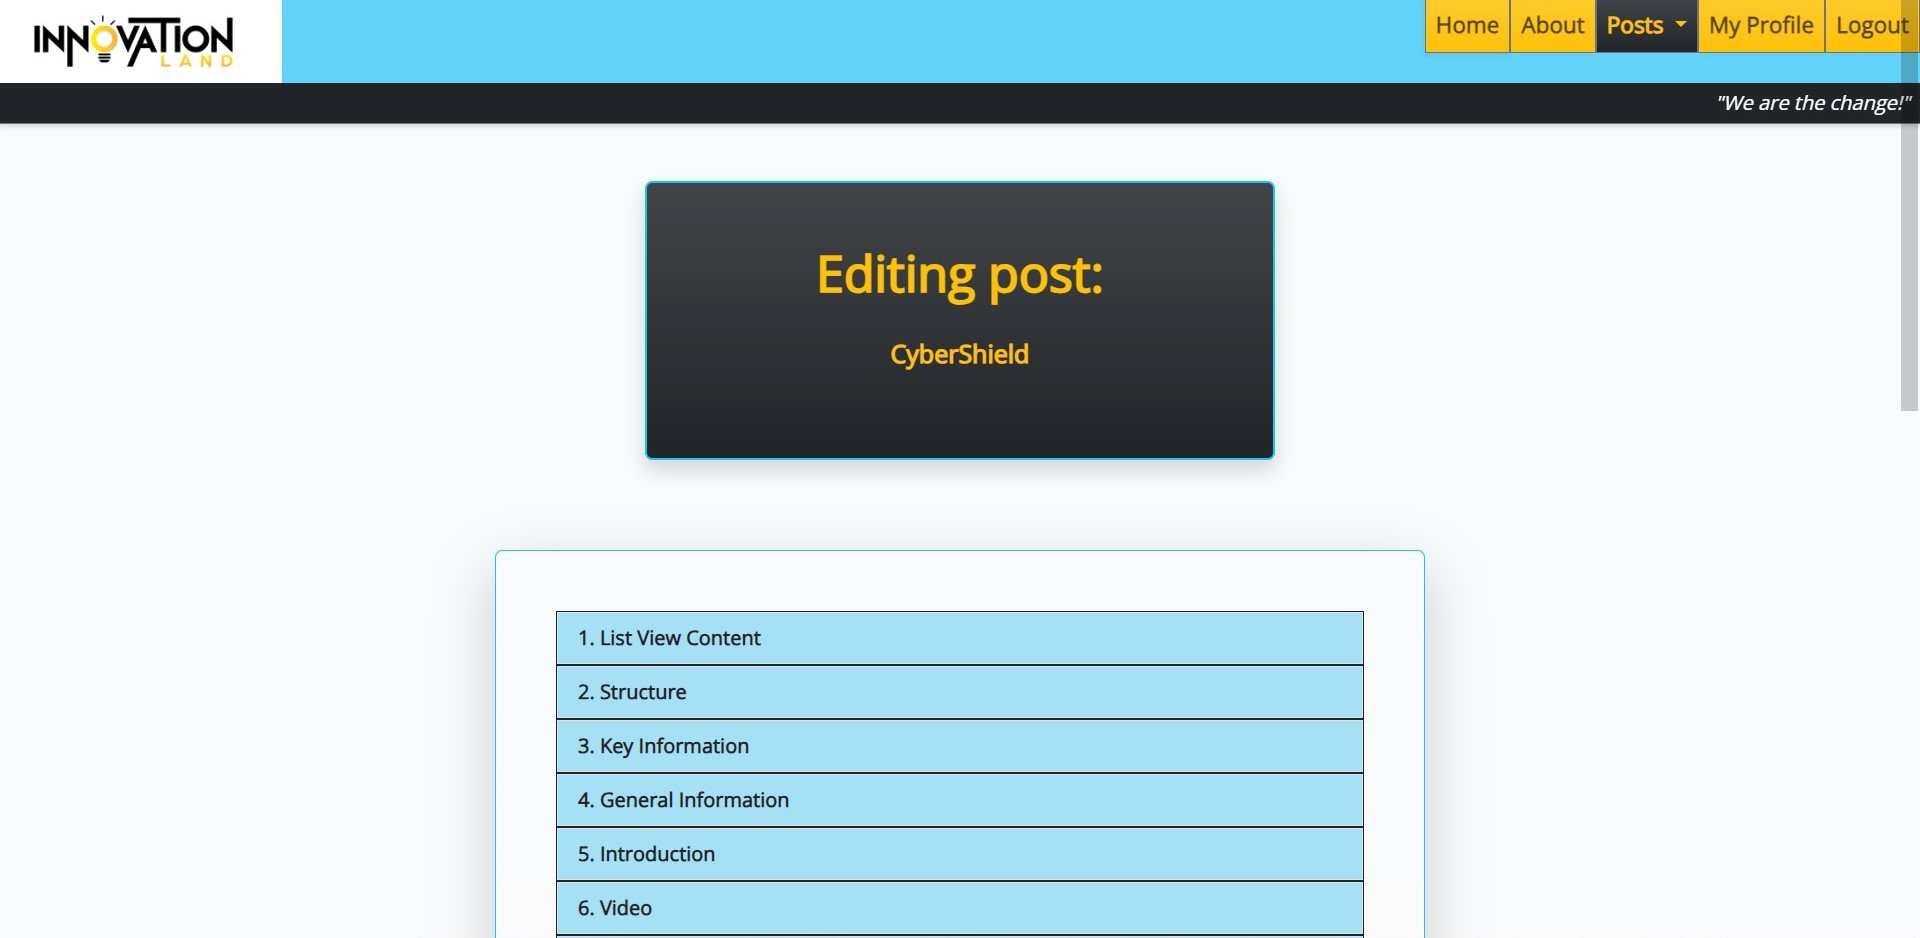 INNOVATION
LAND
Home
About
Posts
My Profile
Logout
"We are the change!"
Editing post:
CyberShield
1. List View Content
2. Structure
3. Key Information
4. General Information
5. Introduction
6. Video